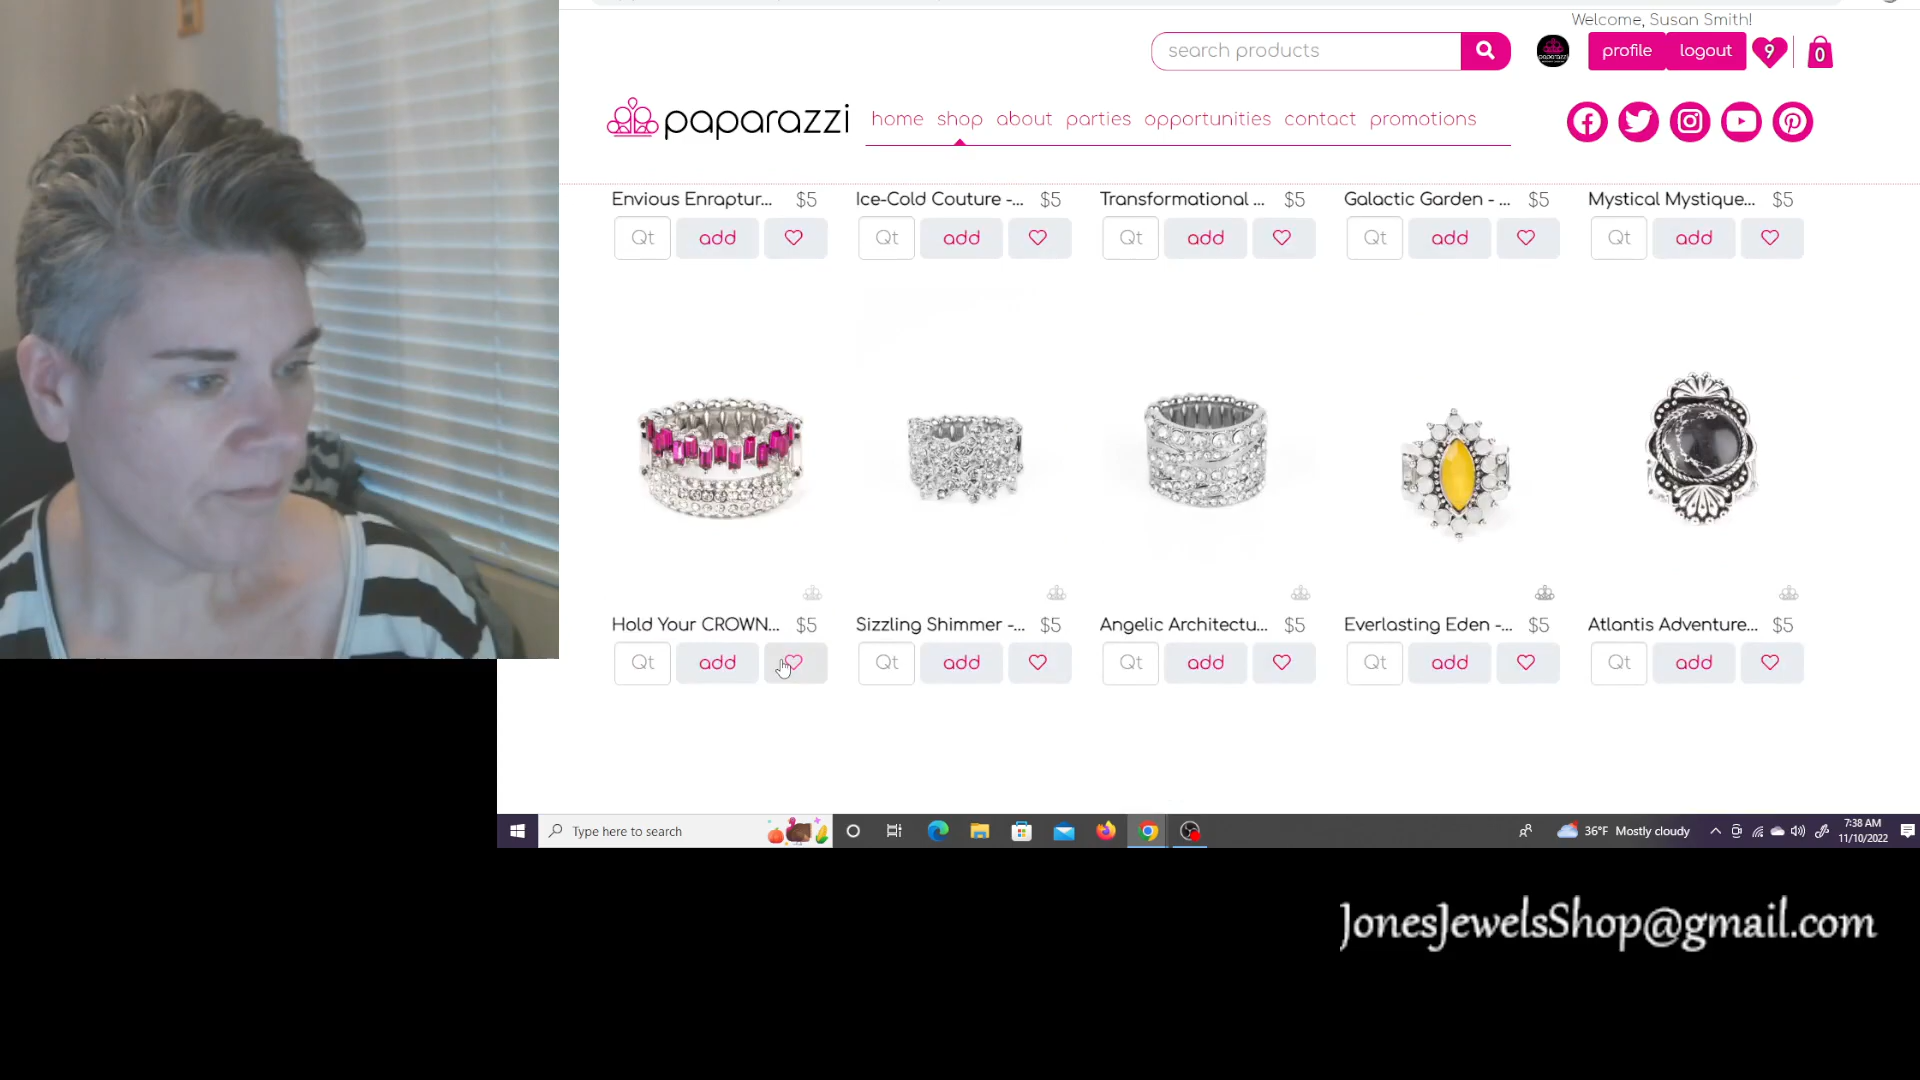 Welcome, Susan Smith!
search products
profile
logout
9
0
paparazzi
home shop about parties opportunities contact promotions
Envious Enraptur... $5
Ice-Cold Couture -... $5
Transformational ... $5
Galactic Garden - ... $5
Mystical Mystique... $5
Qt add
Qt add
Qt add
Qt add
Qt add
Hold Your CROWN... $5
Sizzling Shimmer -... $5
Angelic Architectu... $5
Everlasting Eden -... $5
Atlantis Adventure... $5
Qt add
Qt add
Qt add
Qt add
Qt add
Type here to search
36°F Mostly cloudy
7:38 AM
11/10/2022
JonesJewelsShop@gmail.com